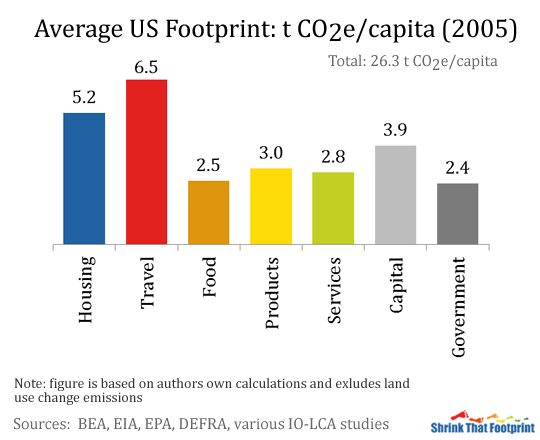 Average US Footprint: t CO2e/capita (2005)
Total: 26.3 t CO2e/capita
5.2
6.5
2.5
3.0
2.8
3.9
2.4
Housing
Travel
Food
Products
Services
Capital
Government
Note: figure is based on authors own calculations and exludes land
use change emissions
Sources: BEA, EIA, EPA, DEFRA, various IO-LCA studies
Shrink That Footprint